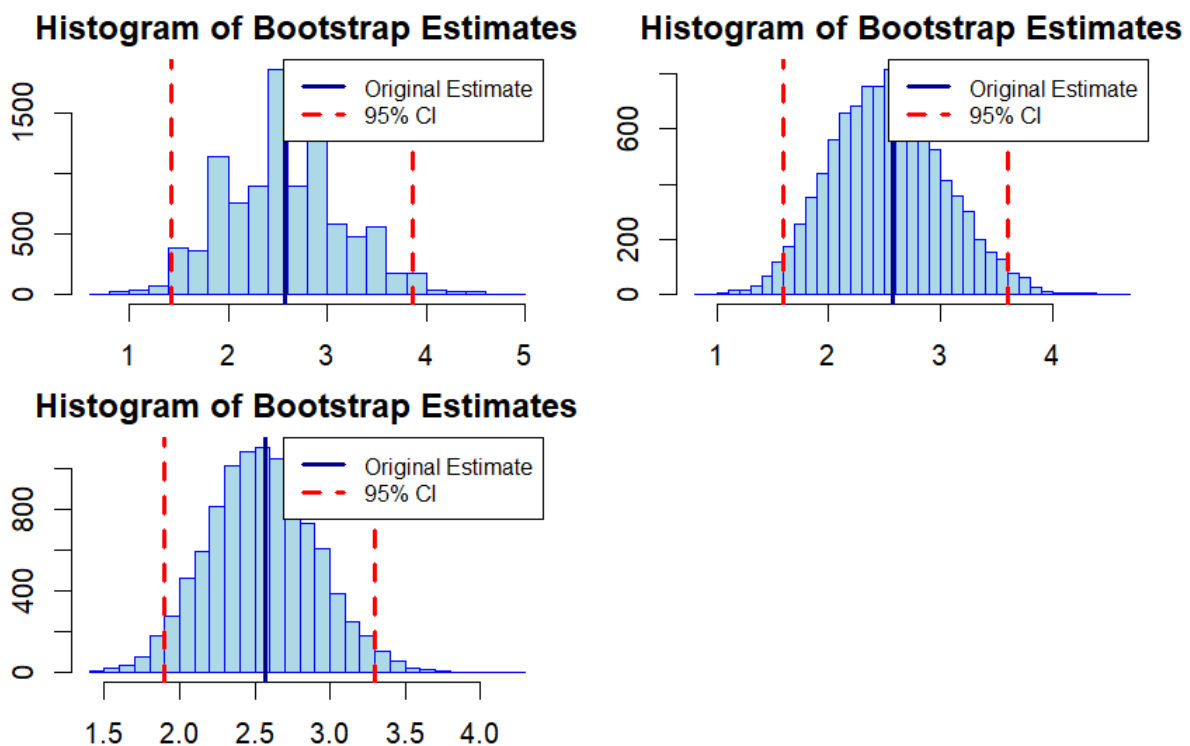 Histogram of Bootstrap Estimates
1500
500
0
Original Estimate
95% CI
1 2 3 4 5
Histogram of Bootstrap Estimates
600
200
0
Original Estimate
95% CI
1 2 3 4
Histogram of Bootstrap Estimates
800
400
0
Original Estimate
95% CI
1.5 2.0 2.5 3.0 3.5 4.0